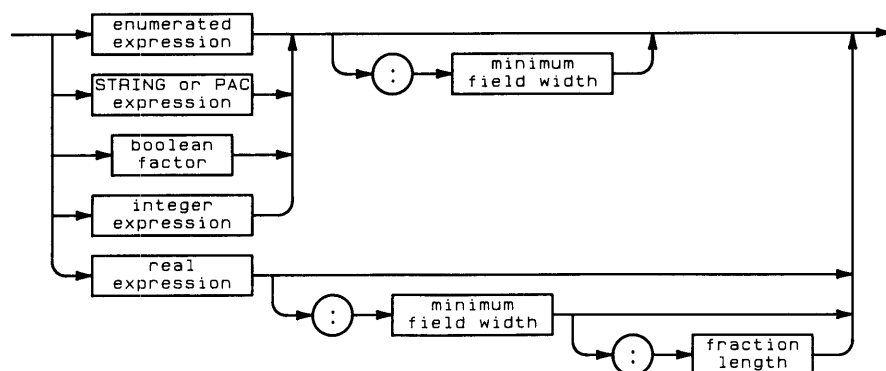 enumerated
expression
:
minimum
field width
STRING or PAC
expression
boolean
factor
integer
expression
real
expression
:
minimum
field width
:
fraction
length